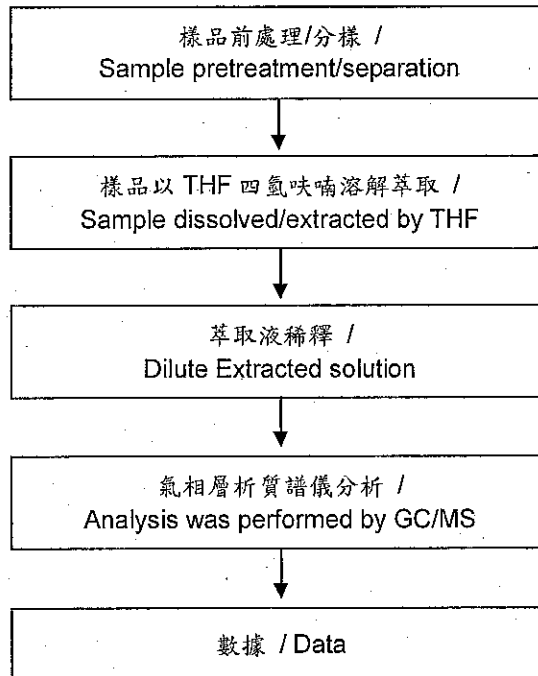 樣品前處理/分樣 /
Sample pretreatment/separation
樣品以 THF 四氫呋喃溶解萃取 /
Sample dissolved/extracted by THF
萃取液稀釋 /
Dilute Extracted solution
氣相層析質譜儀分析 /
Analysis was performed by GC/MS
數據 / Data